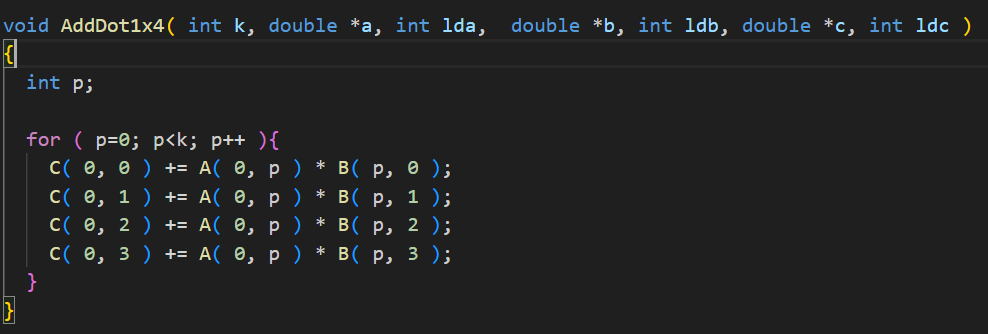 void AddDot1x4( int k, double *a, int lda,  double *b, int ldb, double *c, int ldc )
{
  int p;

  for ( p=0; p<k; p++ ){
    C( 0, 0 ) += A( 0, p ) * B( p, 0 );
    C( 0, 1 ) += A( 0, p ) * B( p, 1 );
    C( 0, 2 ) += A( 0, p ) * B( p, 2 );
    C( 0, 3 ) += A( 0, p ) * B( p, 3 );
  }
}